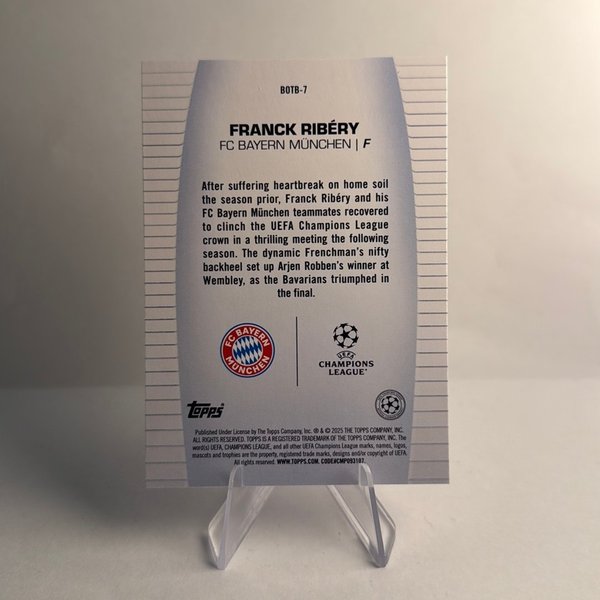 BOTB-7
FRANCK RIBÉRY
FC BAYERN MÜNCHEN | F
After suffering heartbreak on home soil
the season prior, Franck Ribéry and his
FC Bayern München teammates recovered
to clinch the UEFA Champions League
crown in a thrilling meeting the following
season. The dynamic Frenchman's nifty
backheel set up Arjen Robben's winner at
Wembley, as the Bavarians triumphed in
the final.
FC BAYERN
MÜNCHEN
UEFA
CHAMPIONS
LEAGUE®
Topps®
Published Under License by The Topps Company, Inc. ® & © 2025 THE TOPPS COMPANY, INC.
ALL RIGHTS RESERVED. TOPPS IS A REGISTERED TRADEMARK OF THE TOPPS COMPANY, INC. The
word(s) UEFA, CHAMPIONS LEAGUE, and all other UEFA Champions League marks, names, logos,
mascots and trophies are the property, registered trade marks, designs and/or copyright of UEFA.
All rights reserved. WWW.TOPPS.COM. CODE#CMP093187